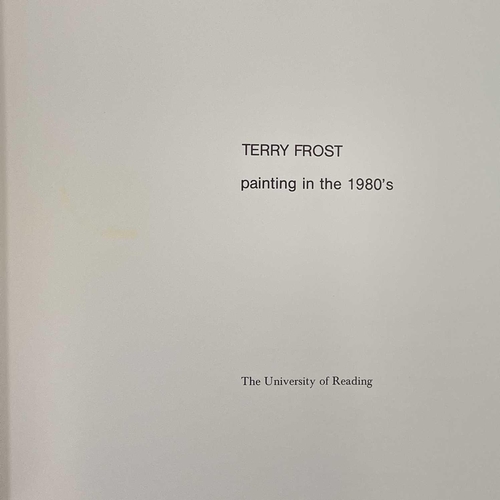 TERRY FROST
painting in the 1980's
The University of Reading